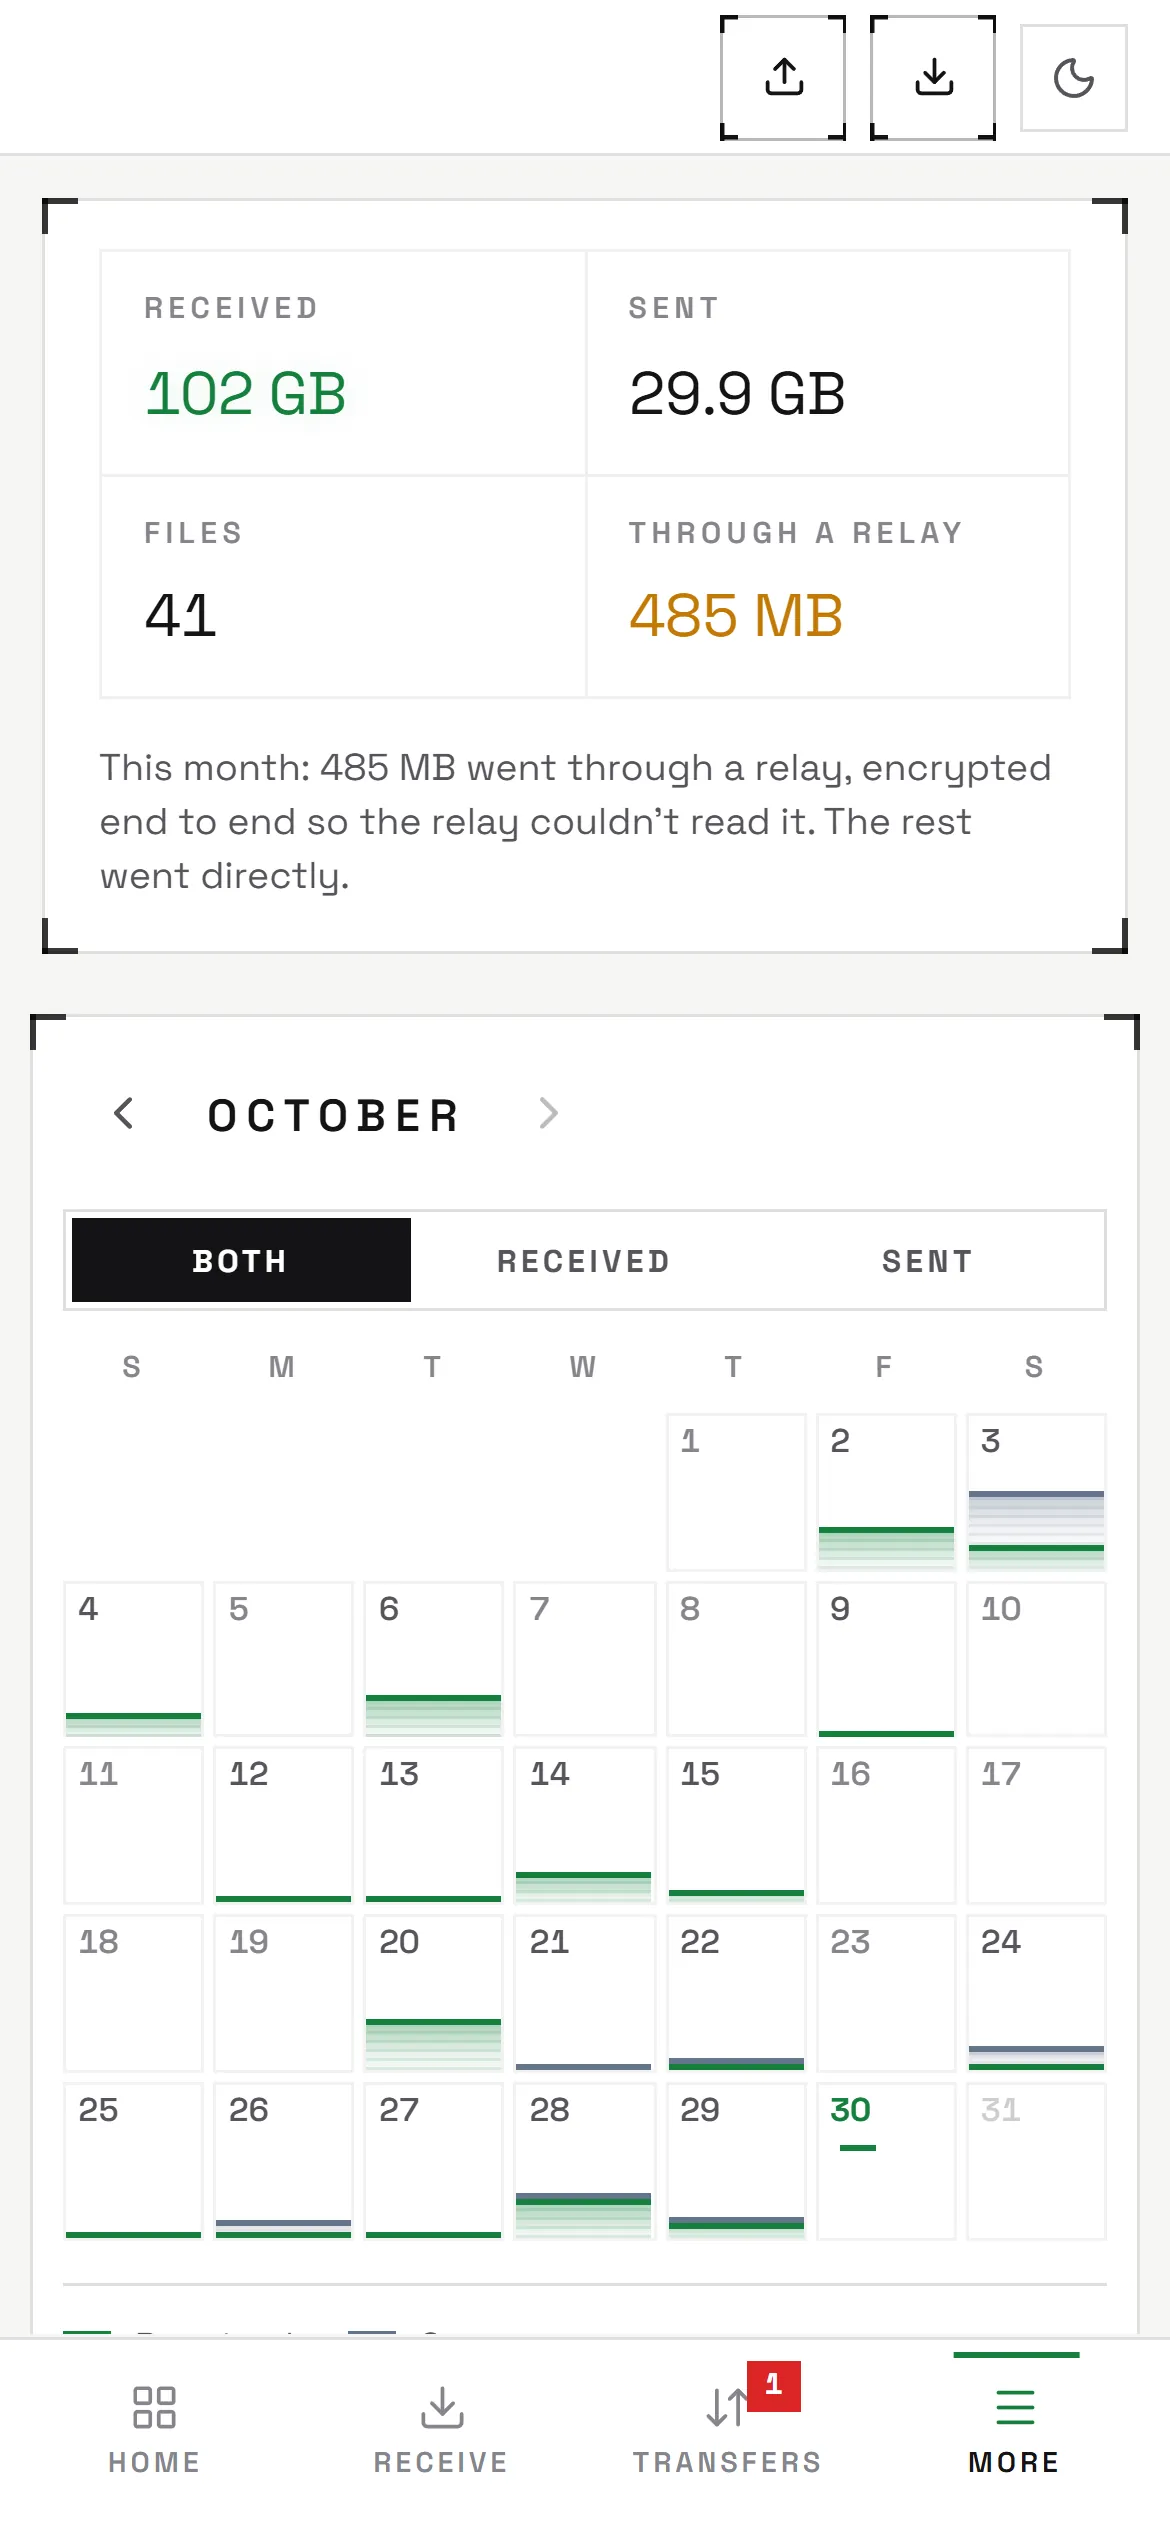 RECEIVED
102 GB
SENT
29.9 GB
FILES
41
THROUGH A RELAY
485 MB
This month: 485 MB went through a relay, encrypted
end to end so the relay couldn’t read it. The rest
went directly.
OCTOBER
BOTH RECEIVED SENT
S M T W T F S
1 2 3
4 5 6 7 8 9 10
11 12 13 14 15 16 17
18 19 20 21 22 23 24
25 26 27 28 29 30 31
1
HOME RECEIVE TRANSFERS MORE